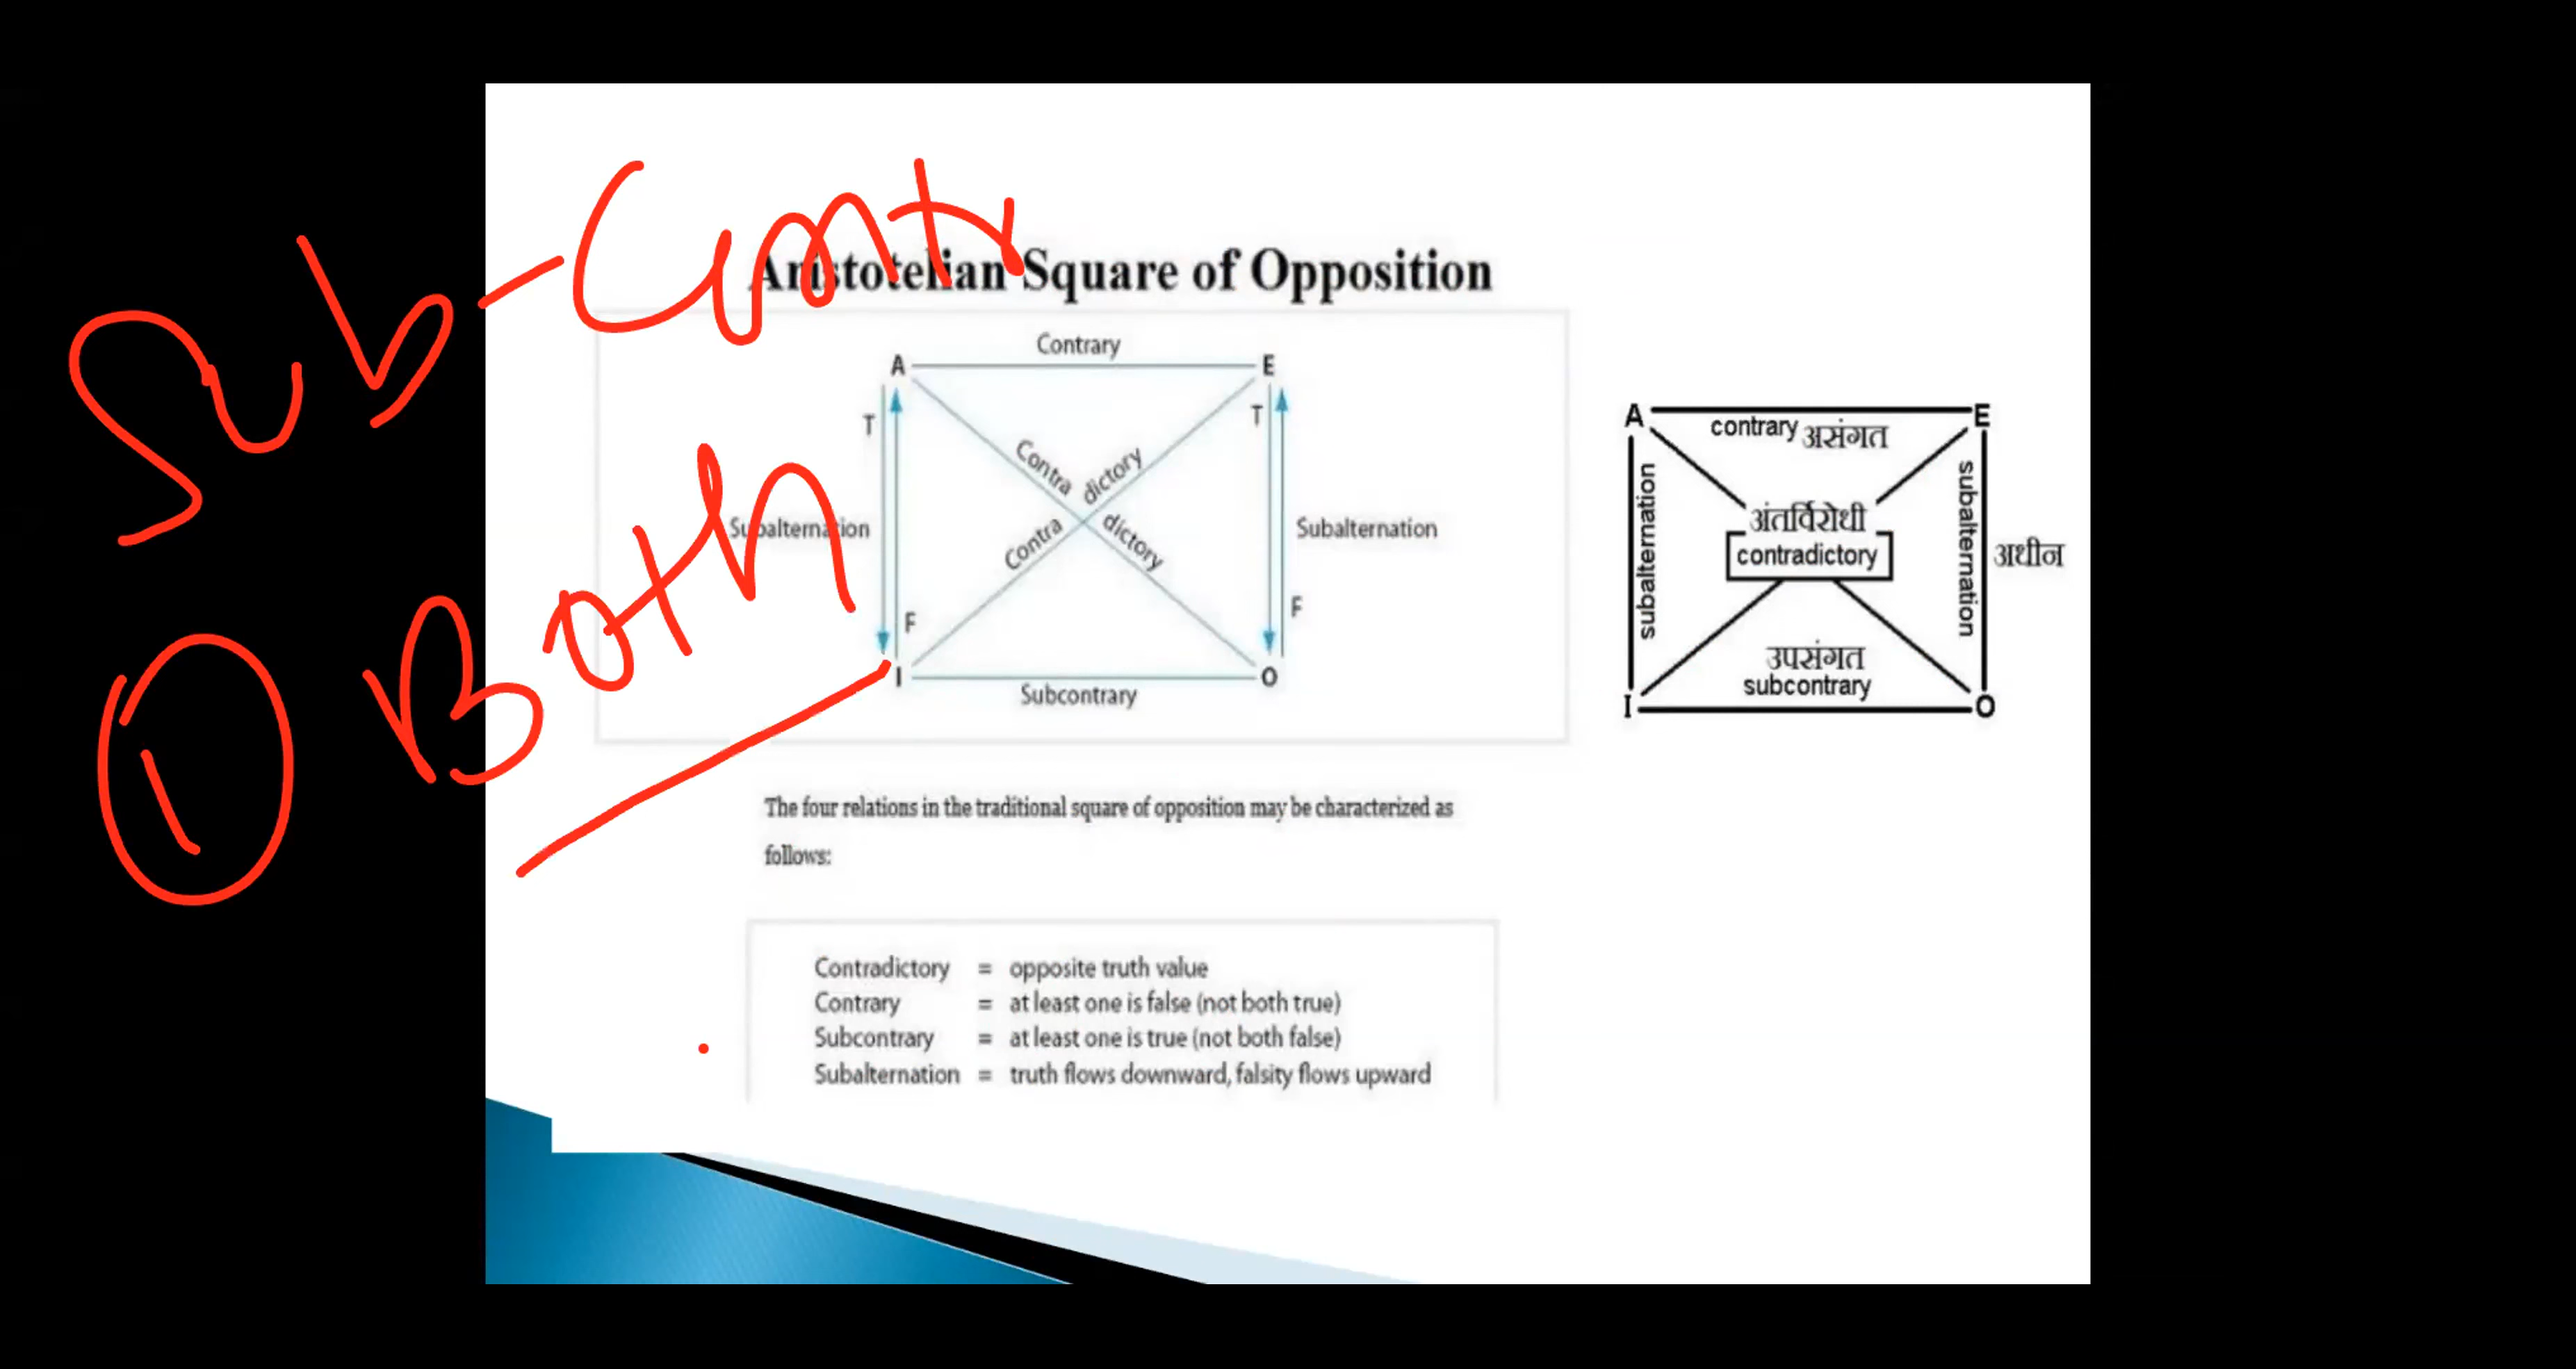 Sub-Contr
① Both
Aristotelian Square of Opposition
Contrary
A
E
T
T
Contra dictory
Subalternation
Contra dictory
Subalternation
F
F
I
O
Subcontrary
A
E
contrary असंगत
subalternation
अंतर्विरोधी
contradictory
subalternation
अधीन
उपसंगत
subcontrary
I
O
The four relations in the traditional square of opposition may be characterized as
follows:
Contradictory = opposite truth value
Contrary = at least one is false (not both true)
Subcontrary = at least one is true (not both false)
Subalternation = truth flows downward, falsity flows upward